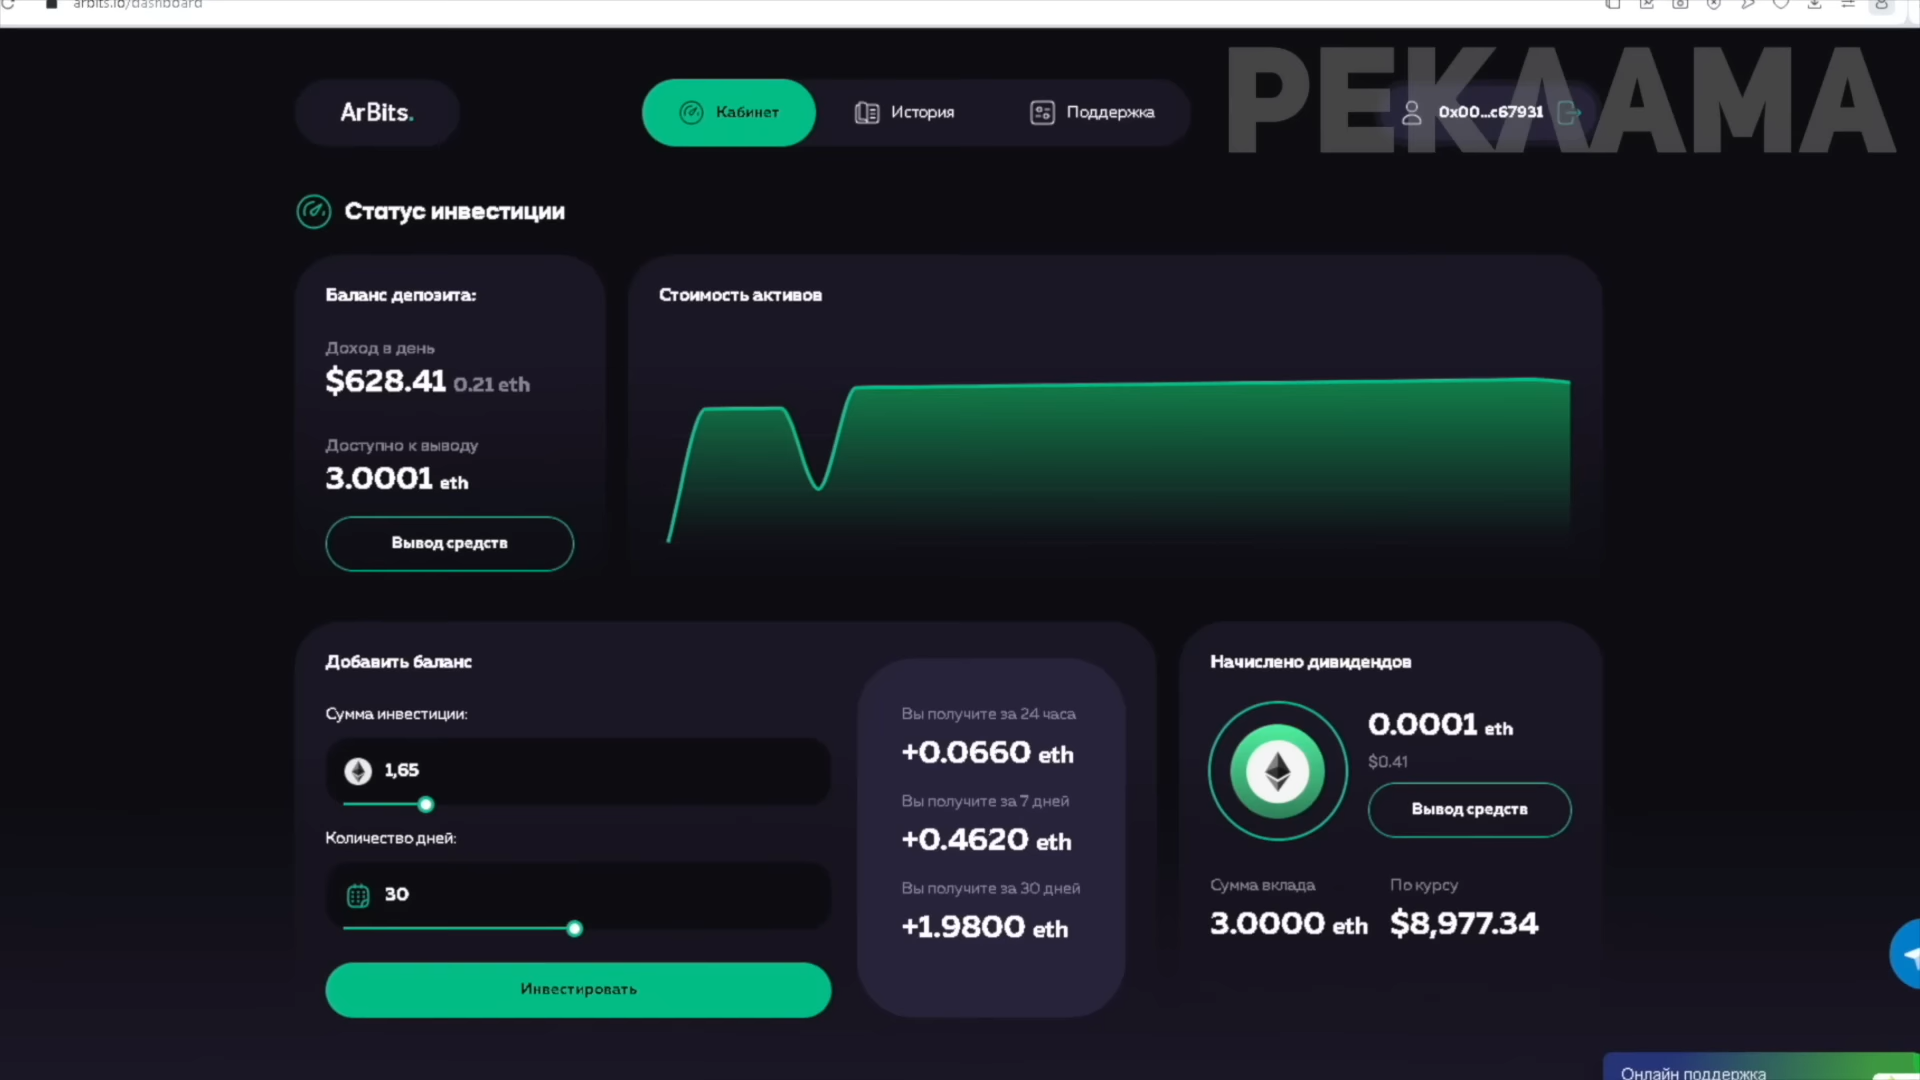 arbits.io/dashboard
РЕКЛАМА
ArBits.
Кабинет
История
Поддержка
0x00...c67931
Статус инвестиции
Баланс депозита:
Доход в день
$628.41 0.21 eth
Доступно к выводу
3.0001 eth
Вывод средств
Стоимость активов
Добавить баланс
Сумма инвестиции:
1,65
Количество дней:
30
Инвестировать
Вы получите за 24 часа
+0.0660 eth
Вы получите за 7 дней
+0.4620 eth
Вы получите за 30 дней
+1.9800 eth
Начислено дивидендов
0.0001 eth
$0.41
Вывод средств
Сумма вклада
3.0000 eth
По курсу
$8,977.34
Онлайн поддержка